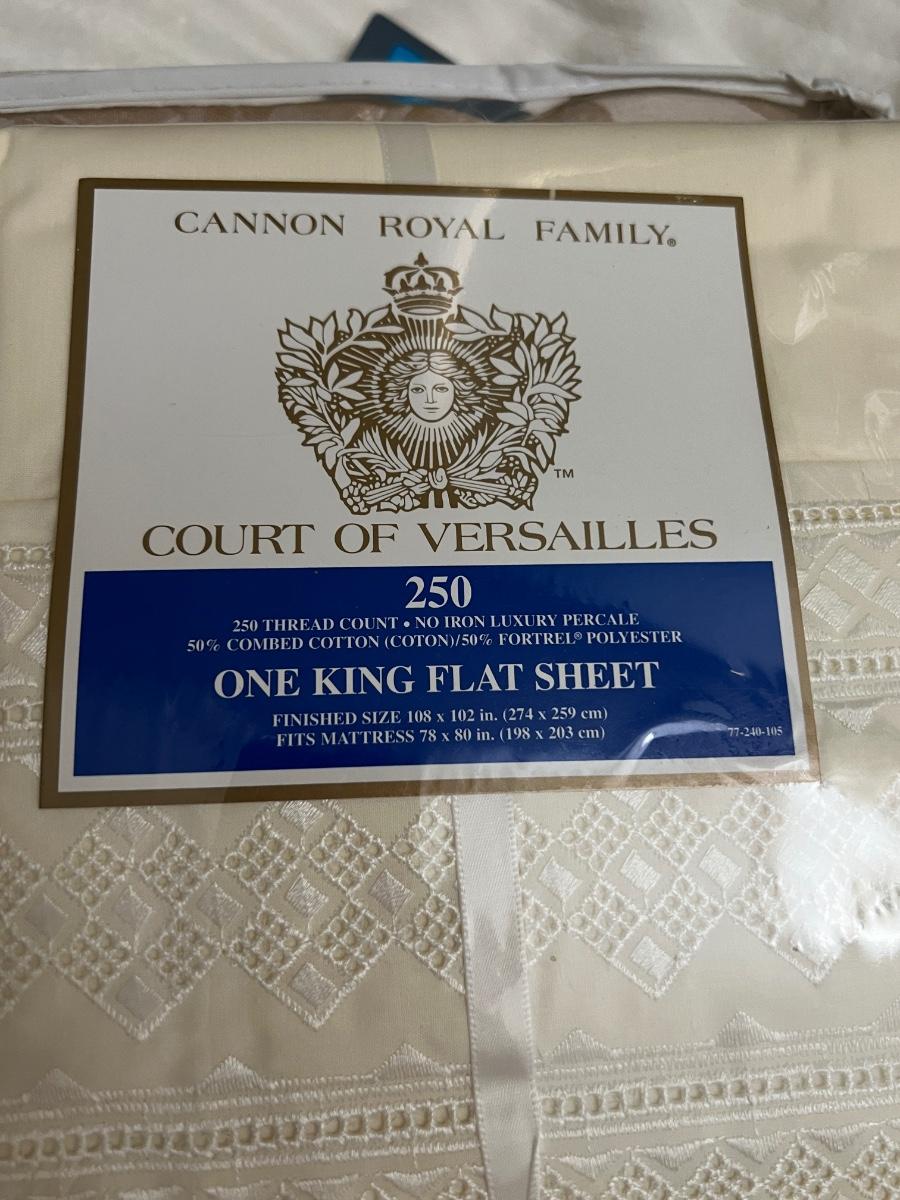 CANNON ROYAL FAMILY®
TM
COURT OF VERSAILLES
250
250 THREAD COUNT • NO IRON LUXURY PERCALE
50% COMBED COTTON (COTON)/50% FORTREL® POLYESTER
ONE KING FLAT SHEET
FINISHED SIZE 108 x 102 in. (274 x 259 cm)
FITS MATTRESS 78 x 80 in. (198 x 203 cm)
77-240-105